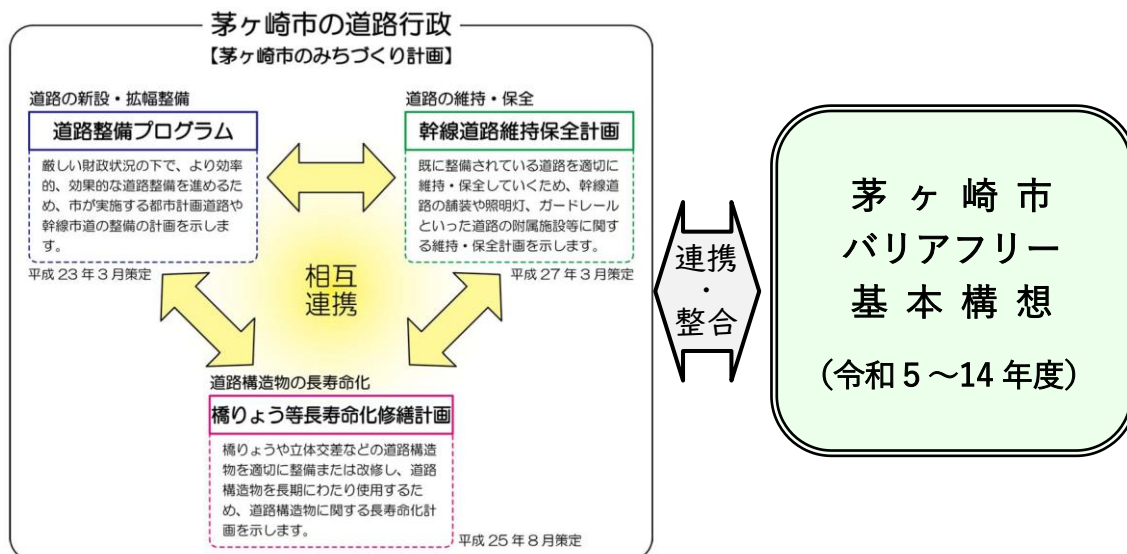 茅ヶ崎市の道路行政
【茅ヶ崎市のみちづくり計画】
道路の新設・拡幅整備
道路整備プログラム
厳しい財政状況の下で、より効率
的、効果的な道路整備を進めるた
め、市が実施する都市計画道路や
幹線市道の整備の計画を示しま
す。
平成 23 年 3 月策定
道路の維持・保全
幹線道路維持保全計画
既に整備されている道路を適切に
維持・保全していくため、幹線道
路の舗装や照明灯、ガードレール
といった道路の附属施設等に関す
る維持・保全計画を示します。
平成 27 年 3 月策定
相互
連携
道路構造物の長寿命化
橋りょう等長寿命化修繕計画
橋りょうや立体交差などの道路構造
物を適切に整備または改修し、道路
構造物を長期にわたり使用するた
め、道路構造物に関する長寿命化計
画を示します。
平成 25 年 8 月策定
連携
・
整合
茅ヶ崎市
バリアフリー
基本構想
（令和 5 ～14 年度）